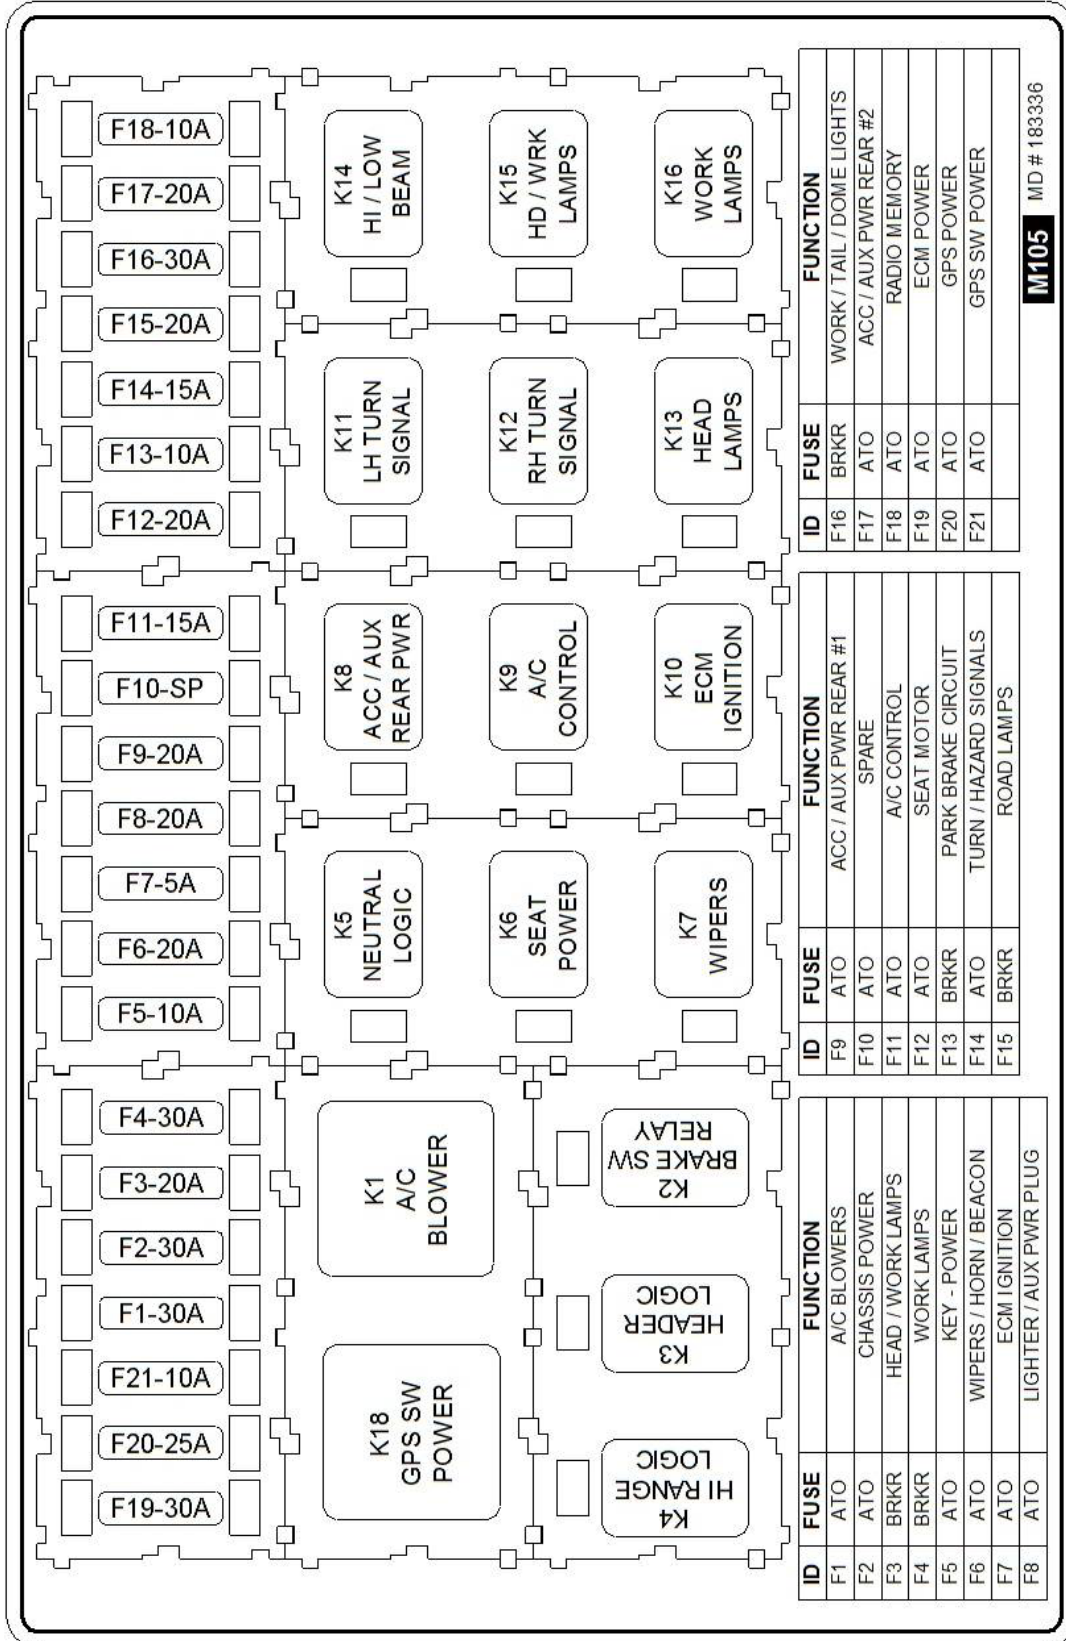 F18-10A
F17-20A
F16-30A
F15-20A
F14-15A
F13-10A
F12-20A
F11-15A
F10-SP
F9-20A
F8-20A
F7-5A
F6-20A
F5-10A
F4-30A
F3-20A
F2-30A
F1-30A
F21-10A
F20-25A
F19-30A
K18
GPS SW
POWER
K1
A/C
BLOWER
K4
HI RANGE
LOGIC
K3
HEADER
LOGIC
K2
BRAKE SW
RELAY
K5
NEUTRAL
LOGIC
K6
SEAT
POWER
K7
WIPERS
K8
ACC / AUX
REAR PWR
K9
A/C
CONTROL
K10
ECM
IGNITION
K11
LH TURN
SIGNAL
K12
RH TURN
SIGNAL
K13
HEAD
LAMPS
K14
HI / LOW
BEAM
K15
HD / WRK
LAMPS
K16
WORK
LAMPS
ID FUSE FUNCTION
F1 ATO A/C BLOWERS
F2 ATO CHASSIS POWER
F3 BRKR HEAD / WORK LAMPS
F4 BRKR WORK LAMPS
F5 ATO KEY - POWER
F6 ATO WIPERS / HORN / BEACON
F7 ATO ECM IGNITION
F8 ATO LIGHTER / AUX PWR PLUG
ID FUSE FUNCTION
F9 ATO ACC / AUX PWR REAR #1
F10 ATO SPARE
F11 ATO A/C CONTROL
F12 ATO SEAT MOTOR
F13 BRKR PARK BRAKE CIRCUIT
F14 ATO TURN / HAZARD SIGNALS
F15 BRKR ROAD LAMPS
ID FUSE FUNCTION
F16 BRKR WORK / TAIL / DOME LIGHTS
F17 ATO ACC / AUX PWR REAR #2
F18 ATO RADIO MEMORY
F19 ATO ECM POWER
F20 ATO GPS POWER
F21 ATO GPS SW POWER
M105 MD # 183336